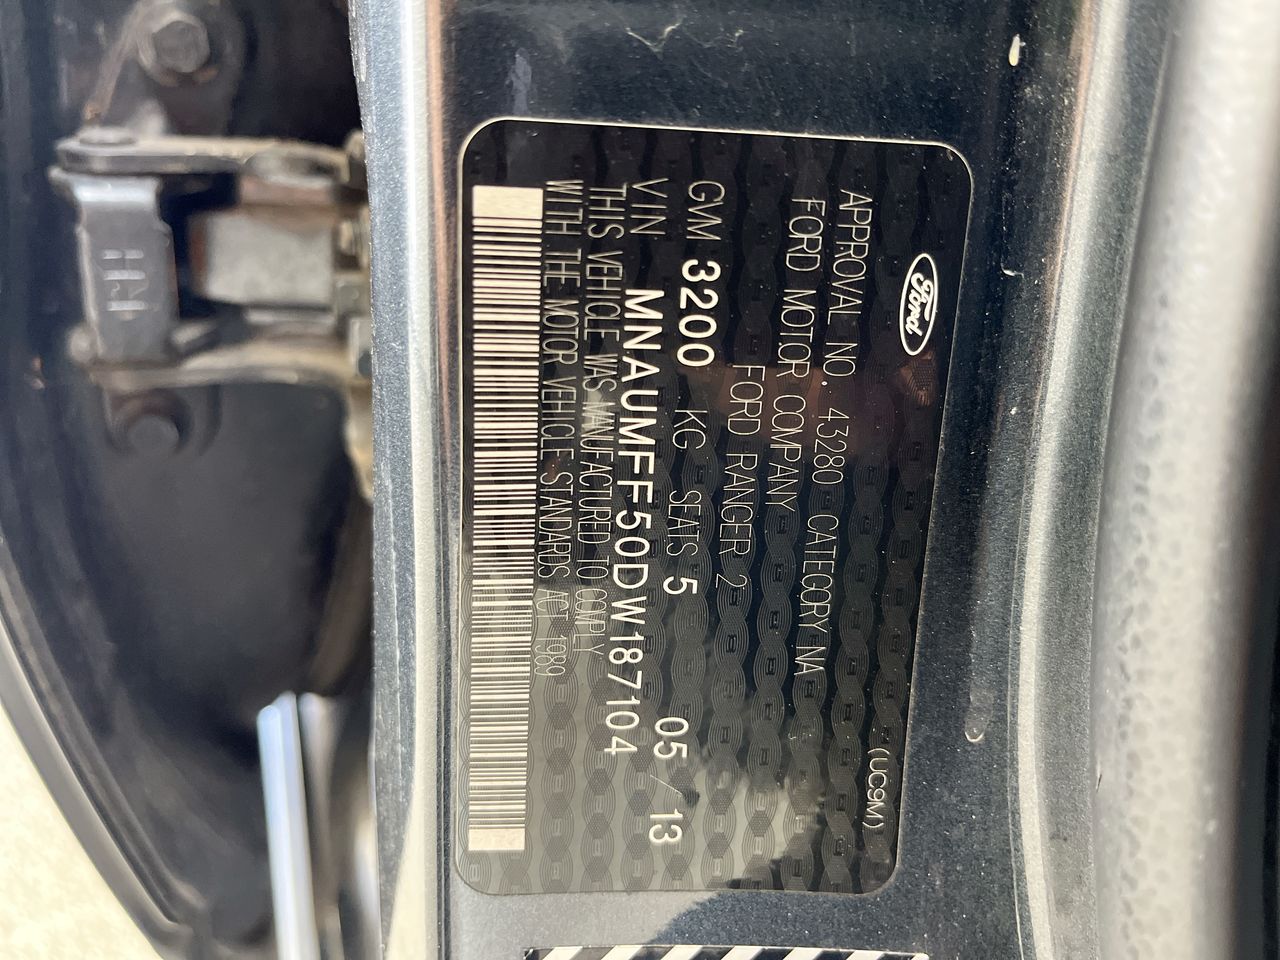 Ford
(UC9M)
APPROVAL NO. 43280 CATEGORY NA
FORD MOTOR COMPANY
FORD RANGER 2
GVM 3200 KG SEATS 5 05 / 13
VIN MNAUMFF50DW187104
THIS VEHICLE WAS MANUFACTURED TO COMPLY
WITH THE MOTOR VEHICLE STANDARDS ACT 1989